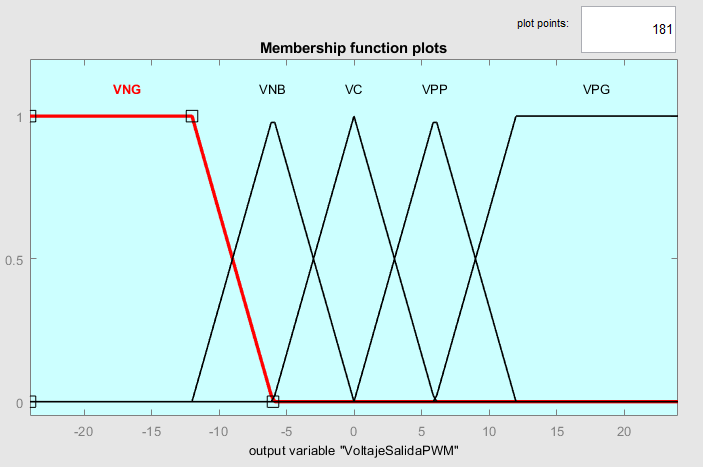 plot points: 181
Membership function plots
VNG VNB VC VPP VPG
1
0.5
0
-20 -15 -10 -5 0 5 10 15 20
output variable "VoltajeSalidaPWM"